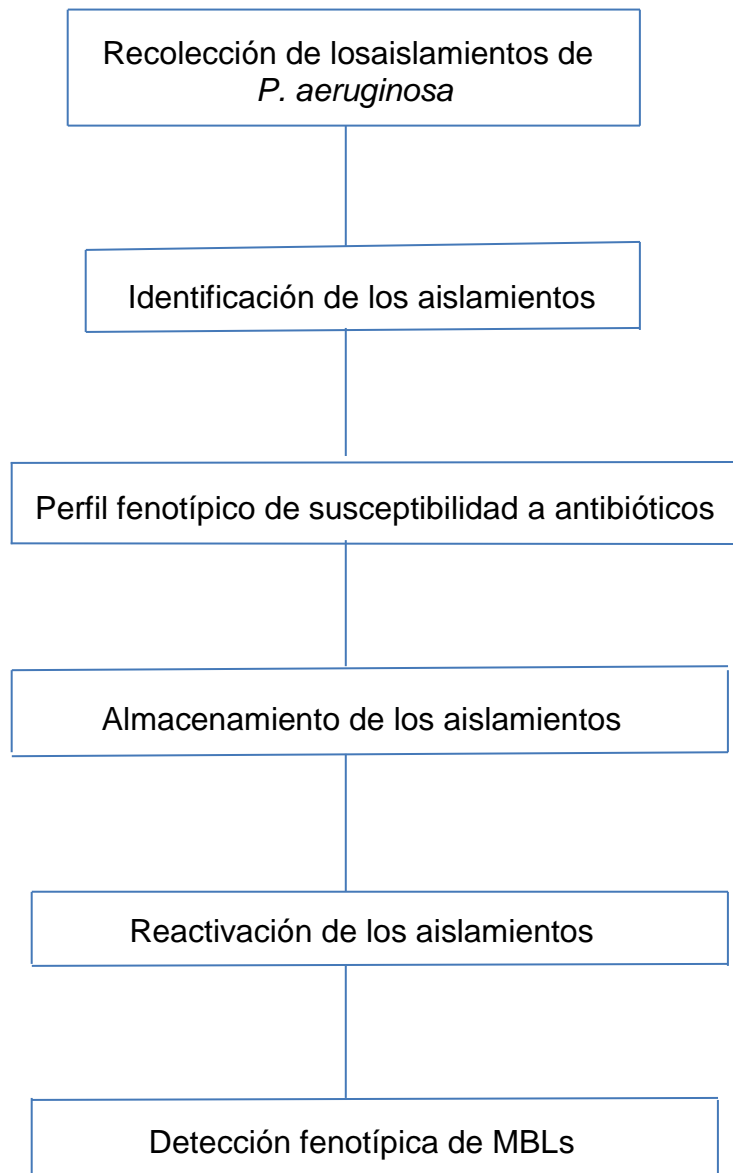 Recolección de losaislamientos de
P. aeruginosa
Identificación de los aislamientos
Perfil fenotípico de susceptibilidad a antibióticos
Almacenamiento de los aislamientos
Reactivación de los aislamientos
Detección fenotípica de MBLs